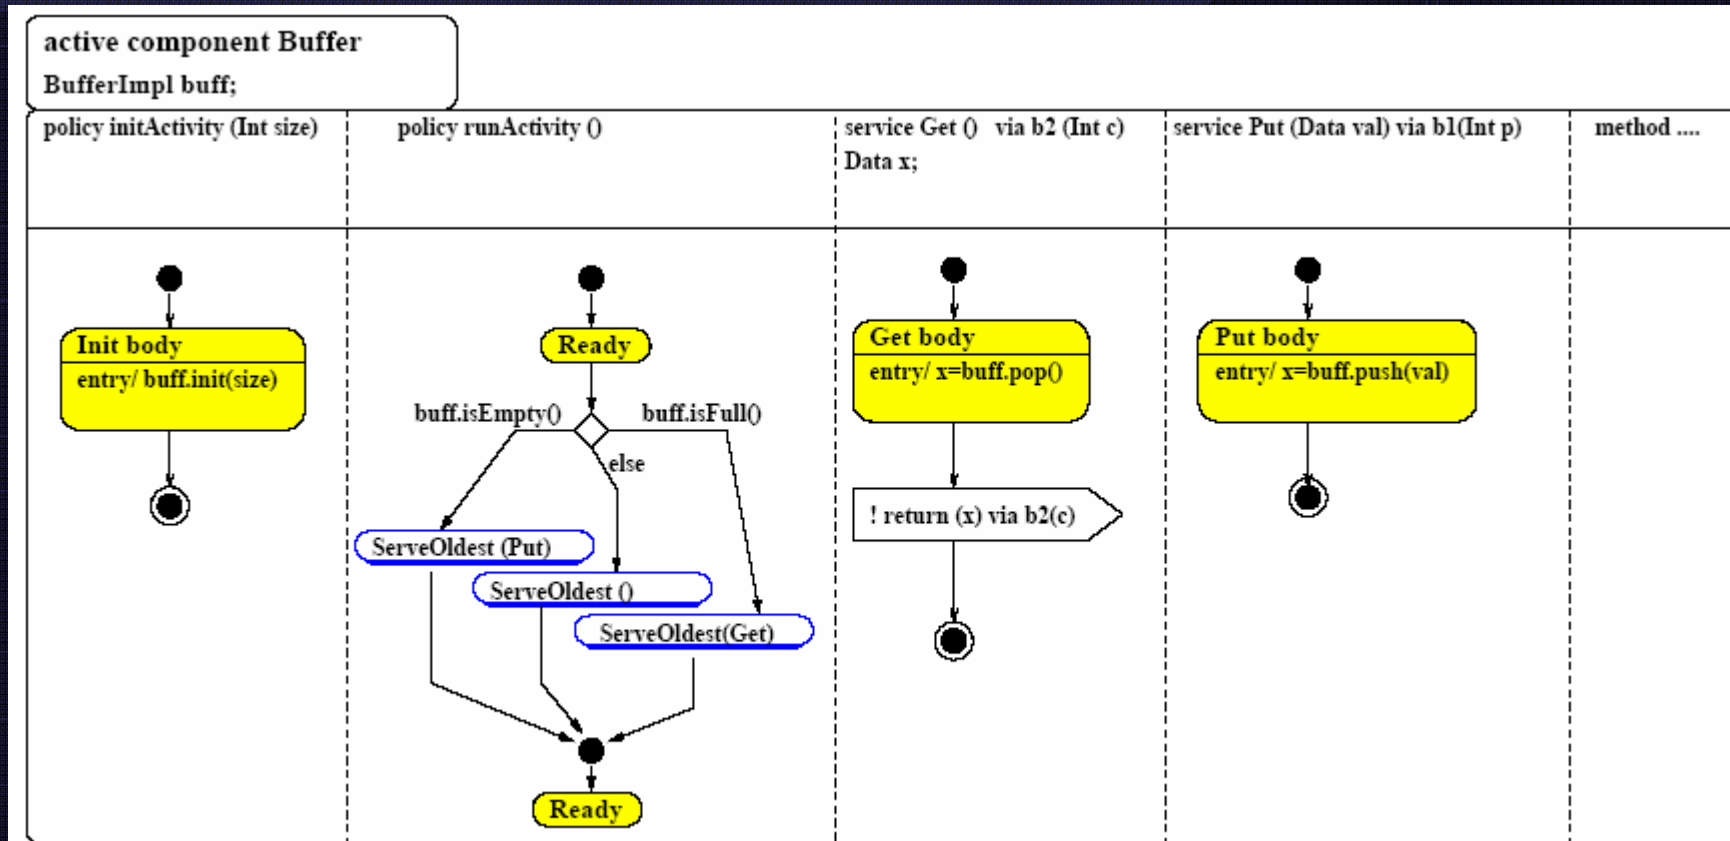 active component Buffer
BufferImpl buff;
policy initActivity (Int size)
policy runActivity ()
service Get () via b2 (Int c)
Data x;
service Put (Data val) via b1(Int p)
method ....
Init body
entry/ buff.init(size)
Ready
buff.isEmpty()
buff.isFull()
else
ServeOldest (Put)
ServeOldest ()
ServeOldest(Get)
Ready
Get body
entry/ x=buff.pop()
! return (x) via b2(c)
Put body
entry/ x=buff.push(val)